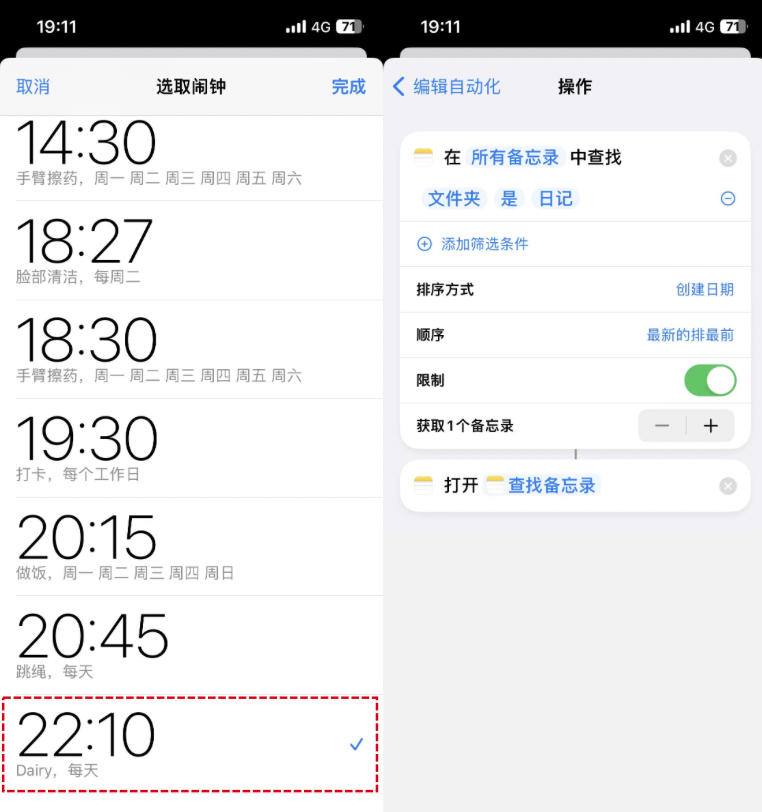 19:11
4G 71
取消
选取闹钟
完成
14:30
手臂擦药，周一 周二 周三 周四 周五 周六
18:27
脸部清洁，每周二
18:30
手臂擦药，周一 周二 周三 周四 周五 周六
19:30
打卡，每个工作日
20:15
做饭，周一 周二 周三 周四 周日
20:45
跳绳，每天
22:10
Dairy，每天
19:11
4G 71
编辑自动化
操作
在 所有备忘录 中查找
文件夹 是 日记
添加筛选条件
排序方式 创建日期
顺序 最新的排最前
限制
获取1个备忘录
打开 查找备忘录